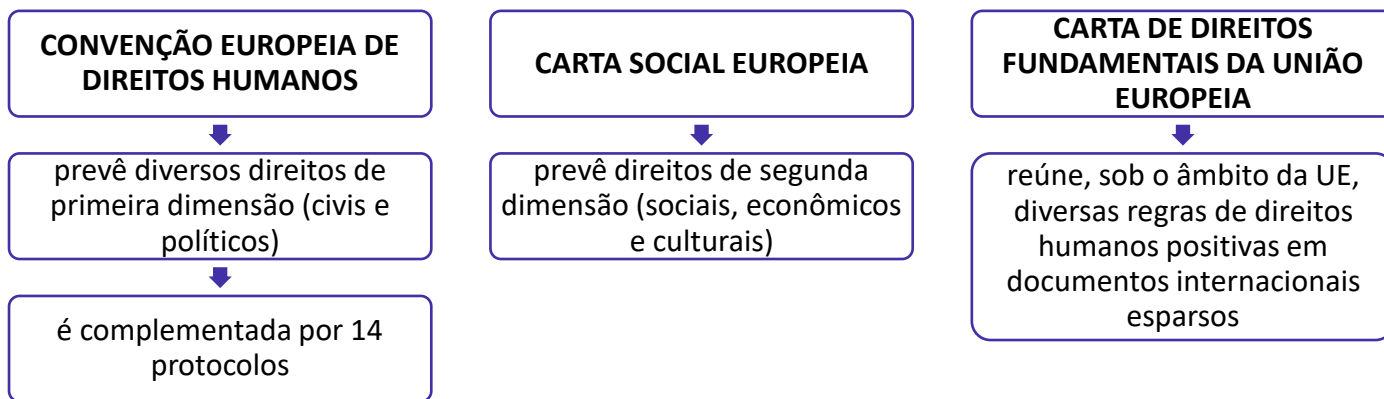 CONVENÇÃO EUROPEIA DE
DIREITOS HUMANOS
prevê diversos direitos de
primeira dimensão (civis e
políticos)
é complementada por 14
protocolos
CARTA SOCIAL EUROPEIA
prevê direitos de segunda
dimensão (sociais, econômicos
e culturais)
CARTA DE DIREITOS
FUNDAMENTAIS DA UNIÃO
EUROPEIA
reúne, sob o âmbito da UE,
diversas regras de direitos
humanos positivas em
documentos internacionais
esparsos